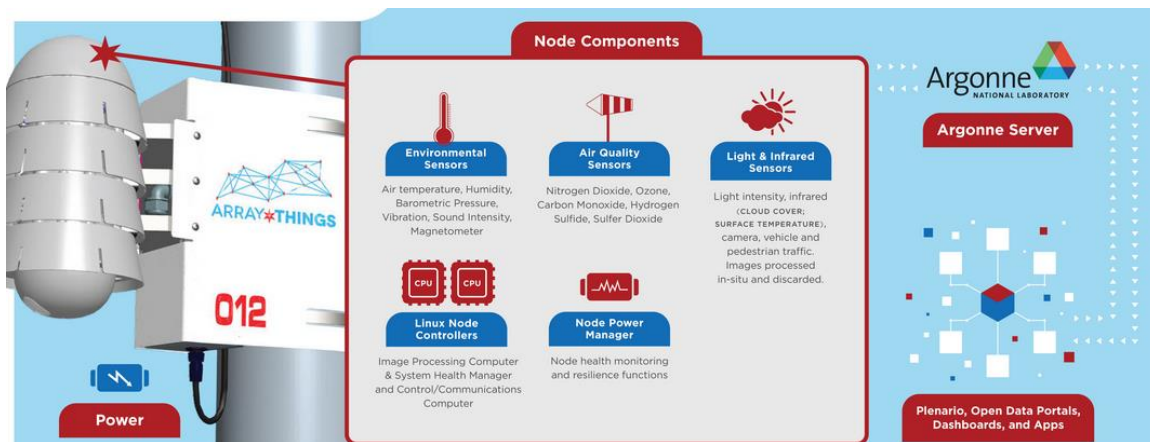 Node Components
Environmental
Sensors
Air temperature, Humidity,
Barometric Pressure,
Vibration, Sound Intensity,
Magnetometer
Air Quality
Sensors
Nitrogen Dioxide, Ozone,
Carbon Monoxide, Hydrogen
Sulfide, Sulfer Dioxide
Light & Infrared
Sensors
Light intensity, infrared
(CLOUD COVER;
SURFACE TEMPERATURE),
camera, vehicle and
pedestrian traffic.
Images processed
in-situ and discarded.
CPU CPU
Linux Node
Controllers
Image Processing Computer
& System Health Manager
and Control/Communications
Computer
Node Power
Manager
Node health monitoring
and resilience functions
ARRAY THINGS
012
Power
Argonne
NATIONAL LABORATORY
Argonne Server
Plenario, Open Data Portals,
Dashboards, and Apps